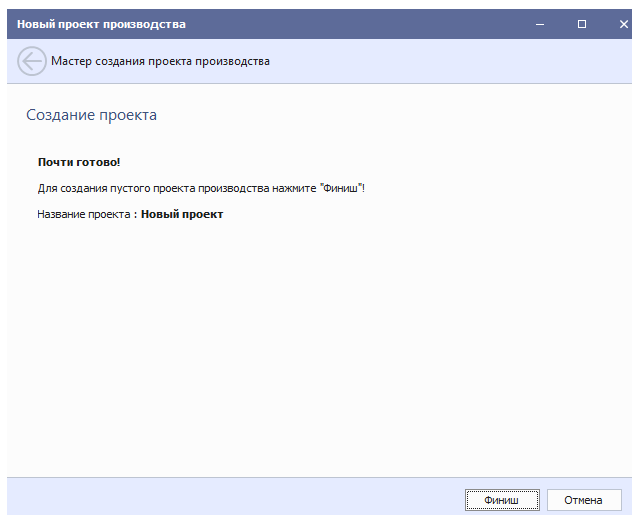 Новый проект производства
Мастер создания проекта производства
Создание проекта
Почти готово!
Для создания пустого проекта производства нажмите "Финиш"!
Название проекта : Новый проект
Финиш
Отмена